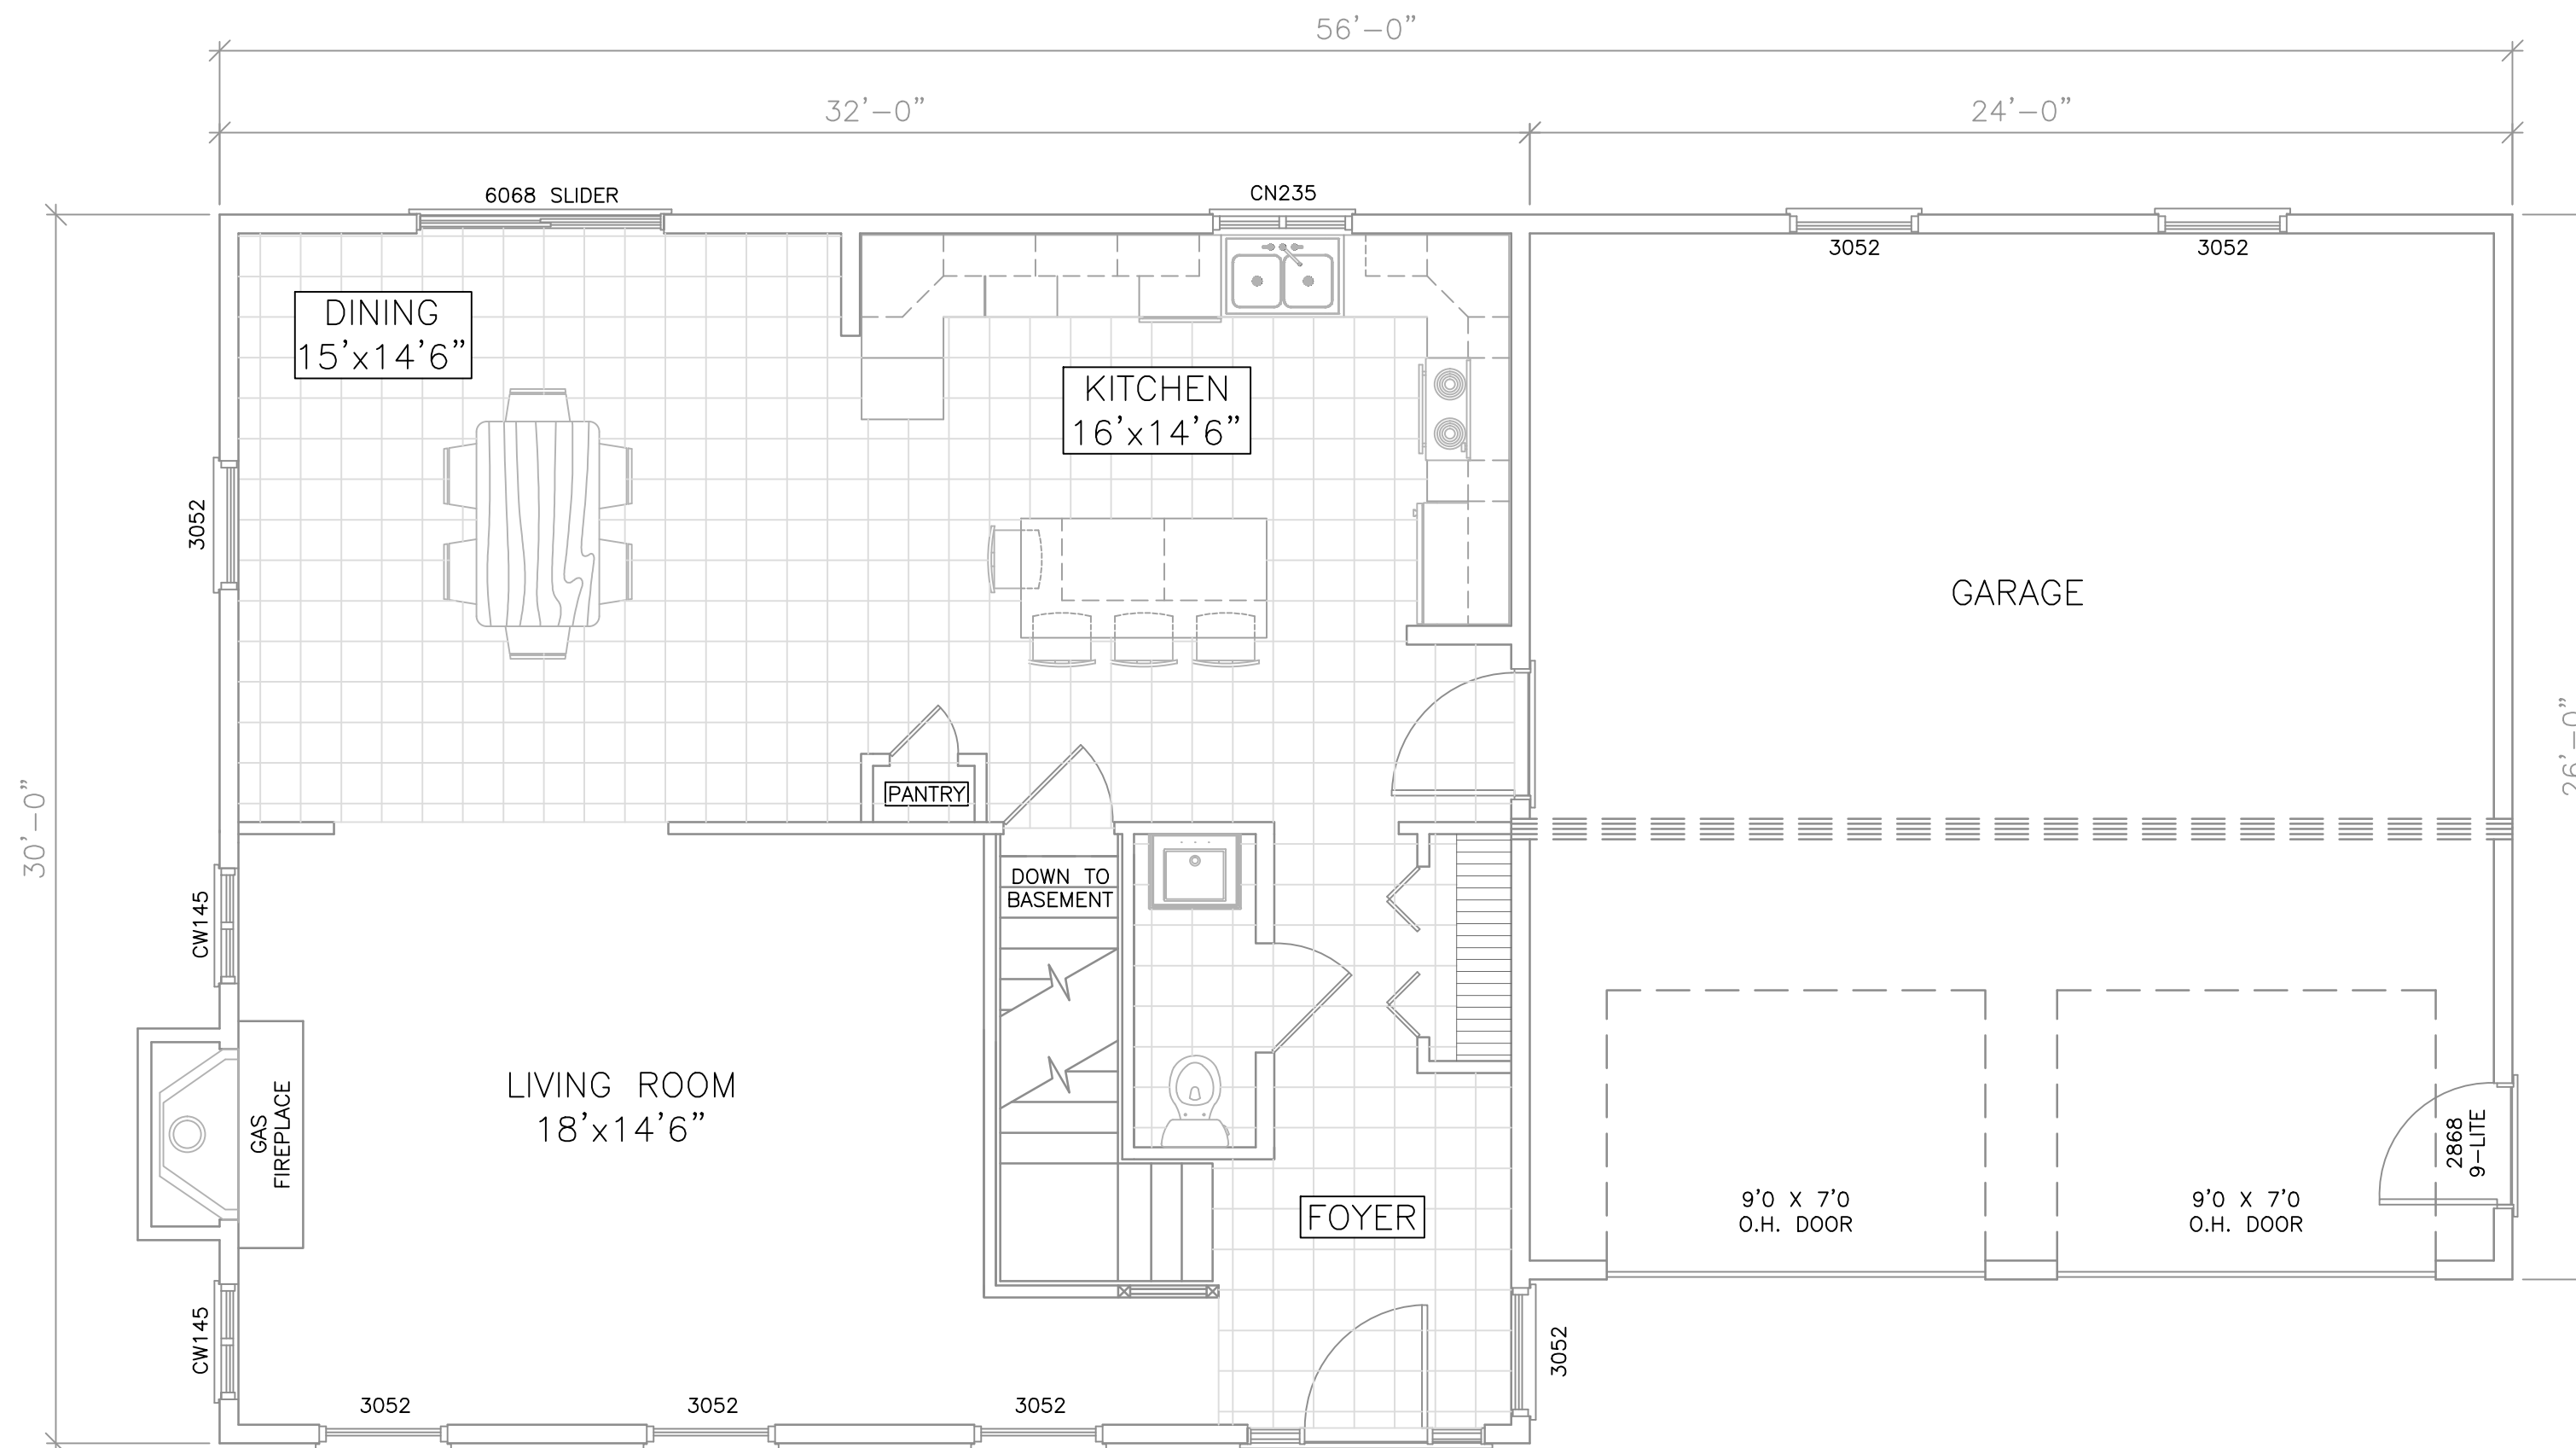 56'-0"
32'-0"
24'-0"
6068 SLIDER
CN235
3052
3052
DINING
15'x14'6"
KITCHEN
16'x14'6"
3052
GARAGE
26'-0"
30'-0"
PANTRY
DOWN TO
BASEMENT
CW145
LIVING ROOM
18'x14'6"
GAS
FIREPLACE
FOYER
9'0 X 7'0
O.H. DOOR
9'0 X 7'0
O.H. DOOR
2868
9-LITE
CW145
3052
3052
3052
3052